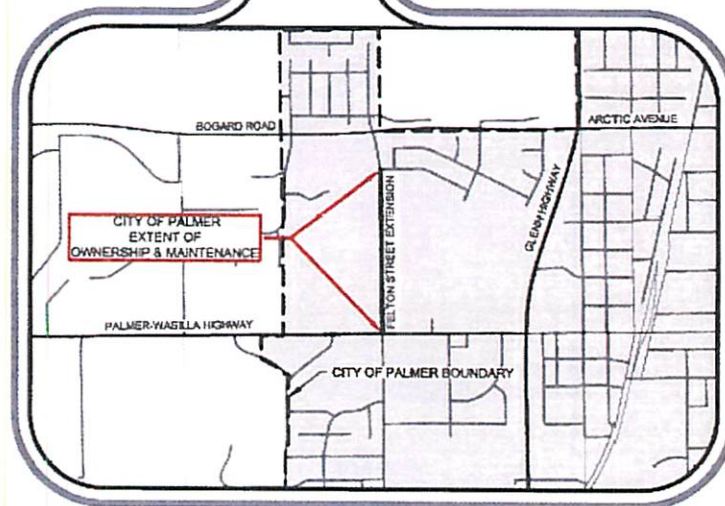 BOGARD ROAD
ARCTIC AVENUE
CITY OF PALMER
EXTENT OF
OWNERSHIP & MAINTENANCE
FELTON STREET EXTENSION
GLENN HIGHWAY
PALMER-WASILLA HIGHWAY
CITY OF PALMER BOUNDARY